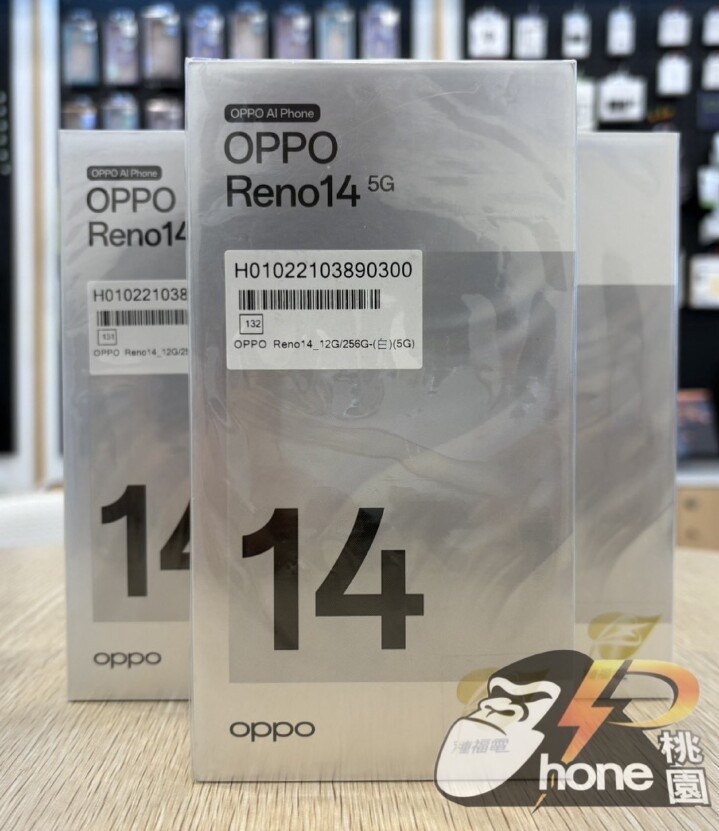 OPPO AI Phone
OPPO
Reno14 5G
H01022103890300
132
OPPO Reno14_12G/256G-(白)(5G)
14
oppo
OPPO AI Phone
OPPO
Reno14
H010221038
131
OPPO Reno14_12G/25
14
oppo
Phone
桃園